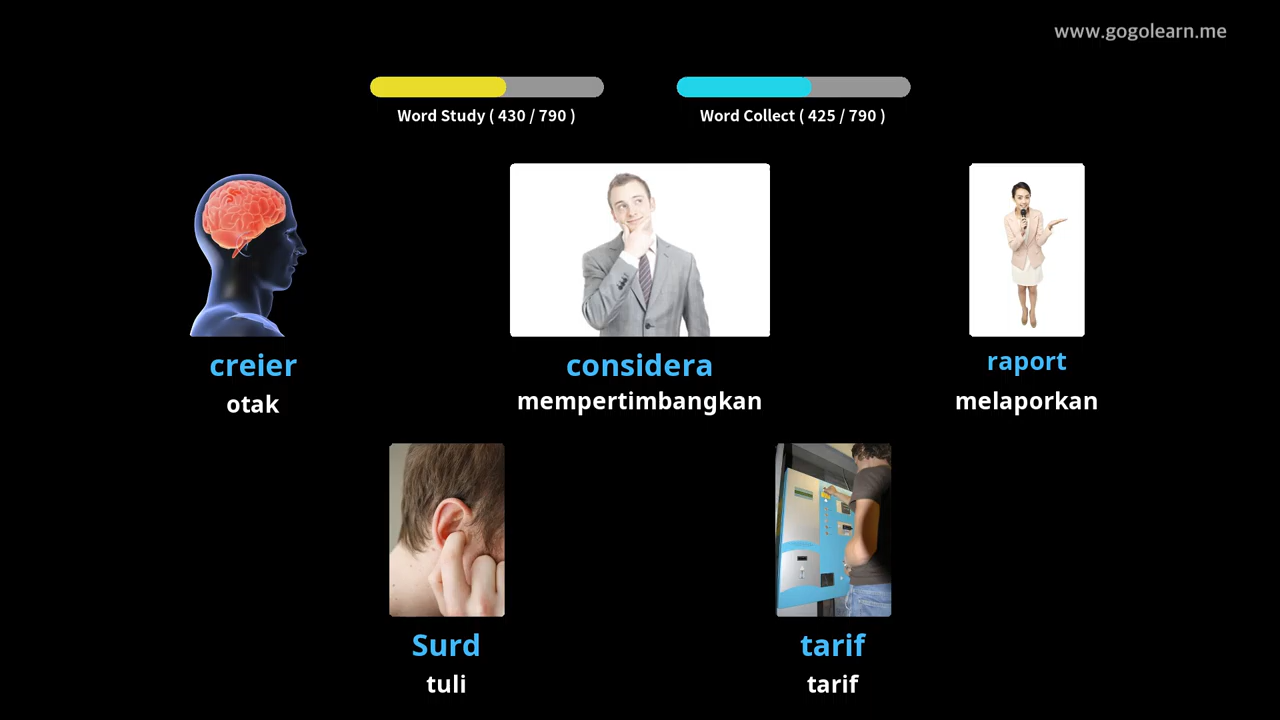 www.gogolearn.me
Word Study ( 430 / 790 )
Word Collect ( 425 / 790 )
creier
otak
considera
mempertimbangkan
raport
melaporkan
Surd
tuli
tarif
tarif